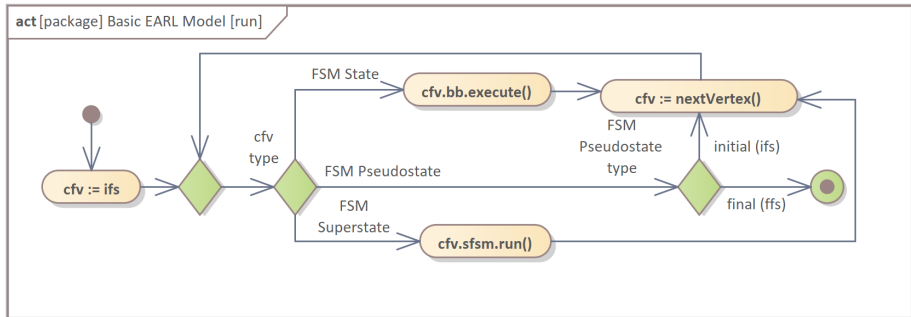 act [package] Basic EARL Model [run]
FSM State
cfv.bb.execute()
cfv := nextVertex()
cfv
type
FSM
Pseudostate
type
initial (ifs)
cfv := ifs
FSM Pseudostate
final (ffs)
FSM
Superstate
cfv.sfsm.run()